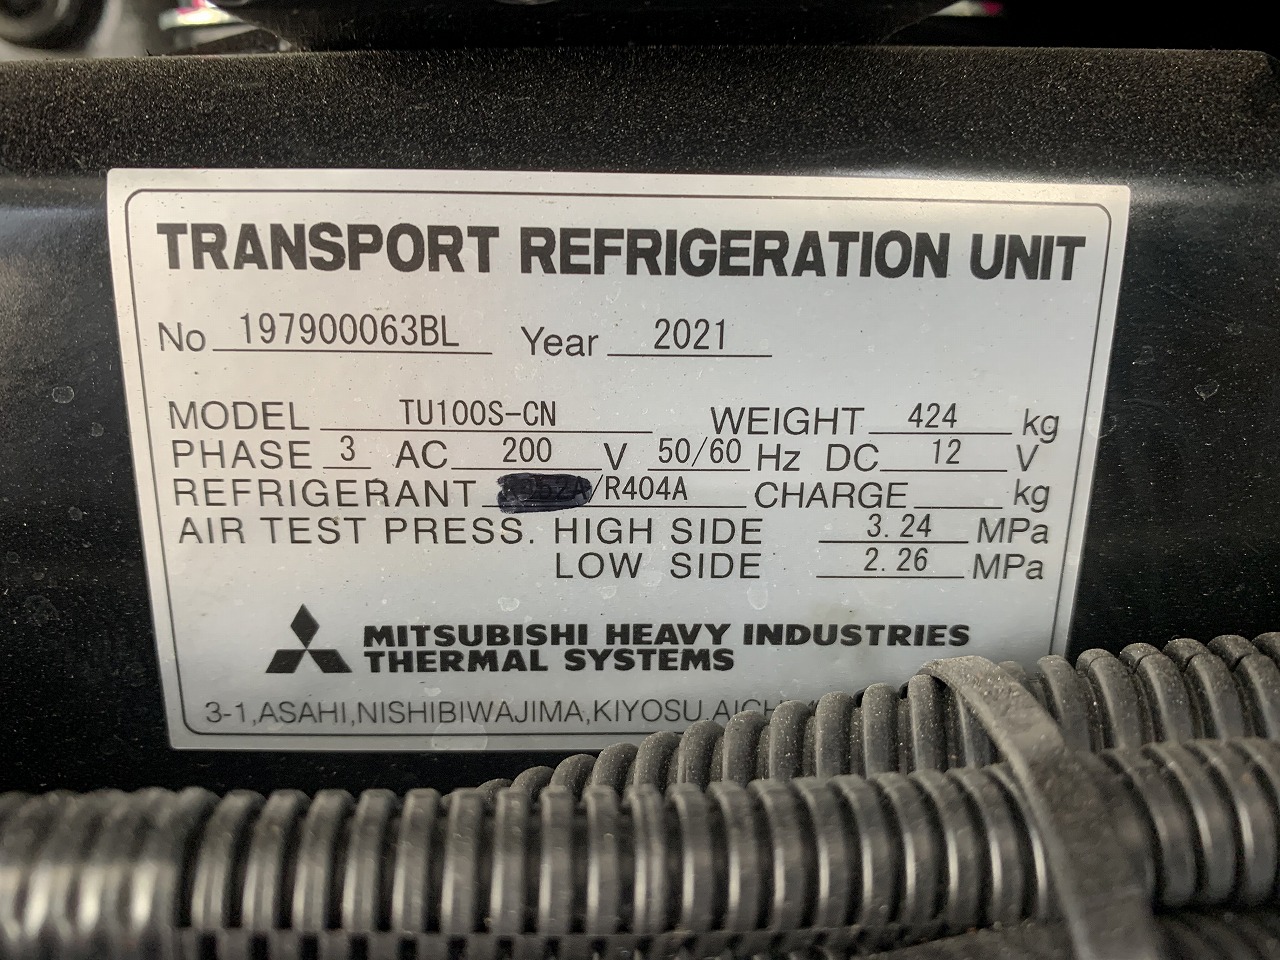 TRANSPORT REFRIGERATION UNIT
No 197900063BL Year 2021
MODEL TU100S-CN WEIGHT 424 kg
PHASE 3 AC 200 V 50/60 Hz DC 12 V
REFRIGERANT /R404A CHARGE kg
AIR TEST PRESS. HIGH SIDE 3.24 MPa
LOW SIDE 2.26 MPa
MITSUBISHI HEAVY INDUSTRIES
THERMAL SYSTEMS
3-1,ASAHI,NISHIBIWAJIMA,KIYOSU,